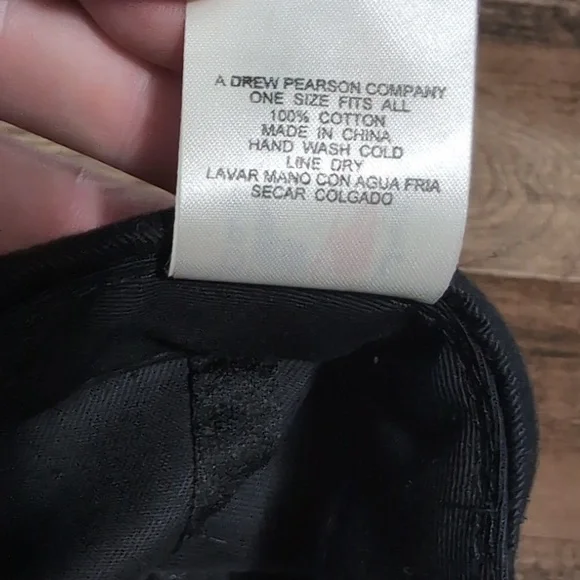 A DREW PEARSON COMPANY
ONE SIZE FITS ALL
100% COTTON
MADE IN CHINA
HAND WASH COLD
LINE DRY
LAVAR MANO CON AGUA FRIA
SECAR COLGADO